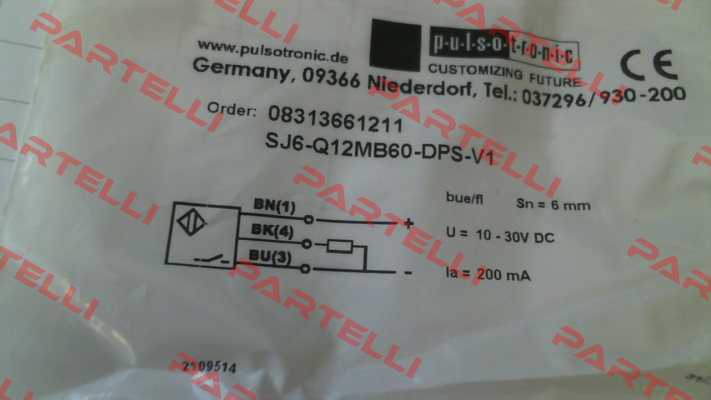 www.pulsotronic.de
p·u·l·s·o·t·r·o·n·i·c
CUSTOMIZING FUTURE
CE
Germany, 09366 Niederdorf, Tel.: 037296/930-200
Order: 08313661211
SJ6-Q12MB60-DPS-V1
bue/fl Sn = 6 mm
U = 10 - 30V DC
Ia = 200 mA
BN(1)
+
BK(4)
BU(3)
-
2109514
PARTELLI
PARTELLI
PARTELLI
PARTELLI
PARTELLI
PARTELLI
PARTELLI
PARTELLI